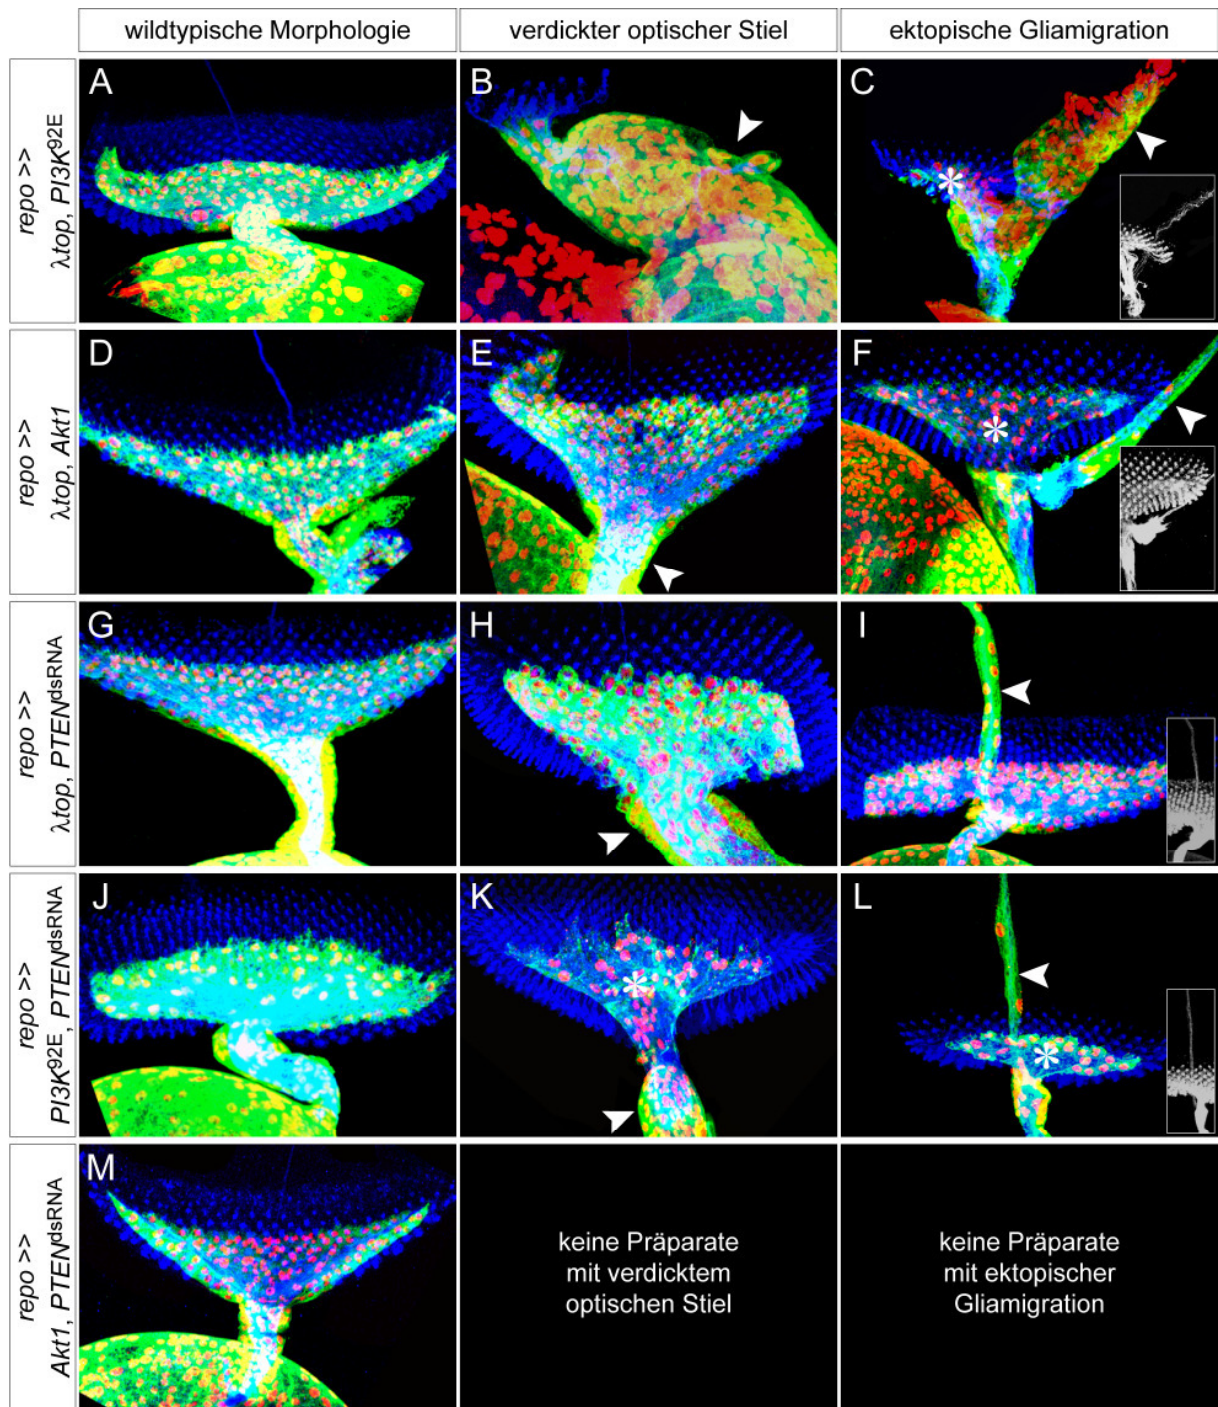 wildtypische Morphologie
verdickter optischer Stiel
ektopische Gliamigration
repo >>
λtop, PI3K92E
A
B
C
*
repo >>
λtop, Akt1
D
E
F
*
repo >>
λtop, PTENdsRNA
G
H
I
repo >>
PI3K92E, PTENdsRNA
J
K
L
*
*
repo >>
Akt1, PTENdsRNA
M
keine Präparate
mit verdicktem
optischen Stiel
keine Präparate
mit ektopischer
Gliamigration